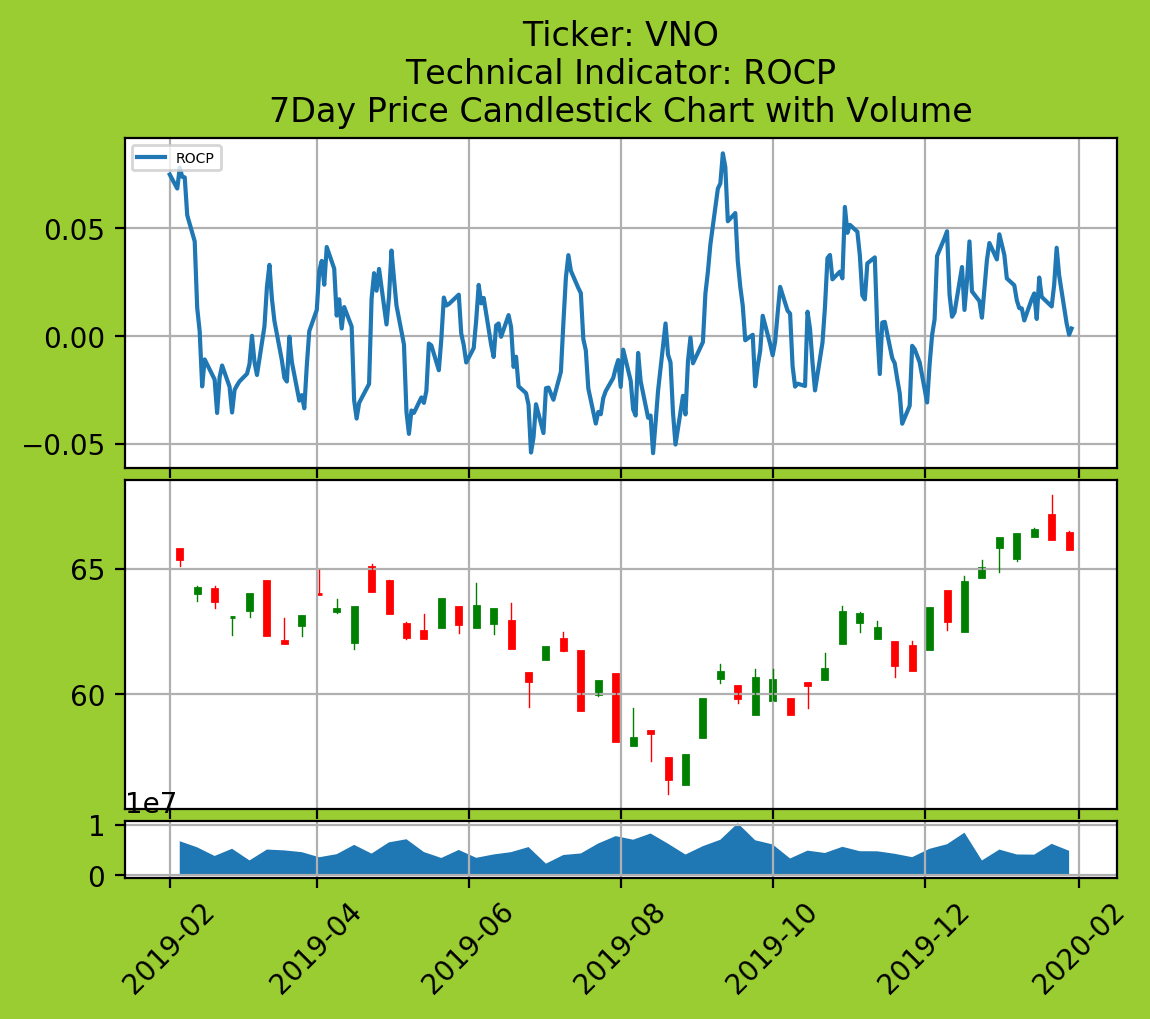 Ticker: VNO
Technical Indicator: ROCP
7Day Price Candlestick Chart with Volume
ROCP
0.05
0.00
−0.05
65
60
1e7
1
0
2019-02
2019-04
2019-06
2019-08
2019-10
2019-12
2020-02